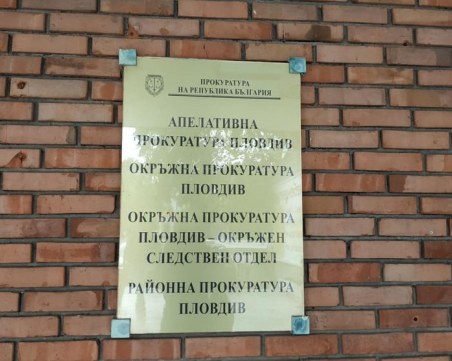 ПРОКУРАТУРА
НА РЕПУБЛИКА БЪЛГАРИЯ
АПЕЛАТИВНА
ПРОКУРАТУРА ПЛОВДИВ
ОКРЪЖНА ПРОКУРАТУРА
ПЛОВДИВ
ОКРЪЖНА ПРОКУРАТУРА
ПЛОВДИВ – ОКРЪЖЕН
СЛЕДСТВЕН ОТДЕЛ
РАЙОННА ПРОКУРАТУРА
ПЛОВДИВ